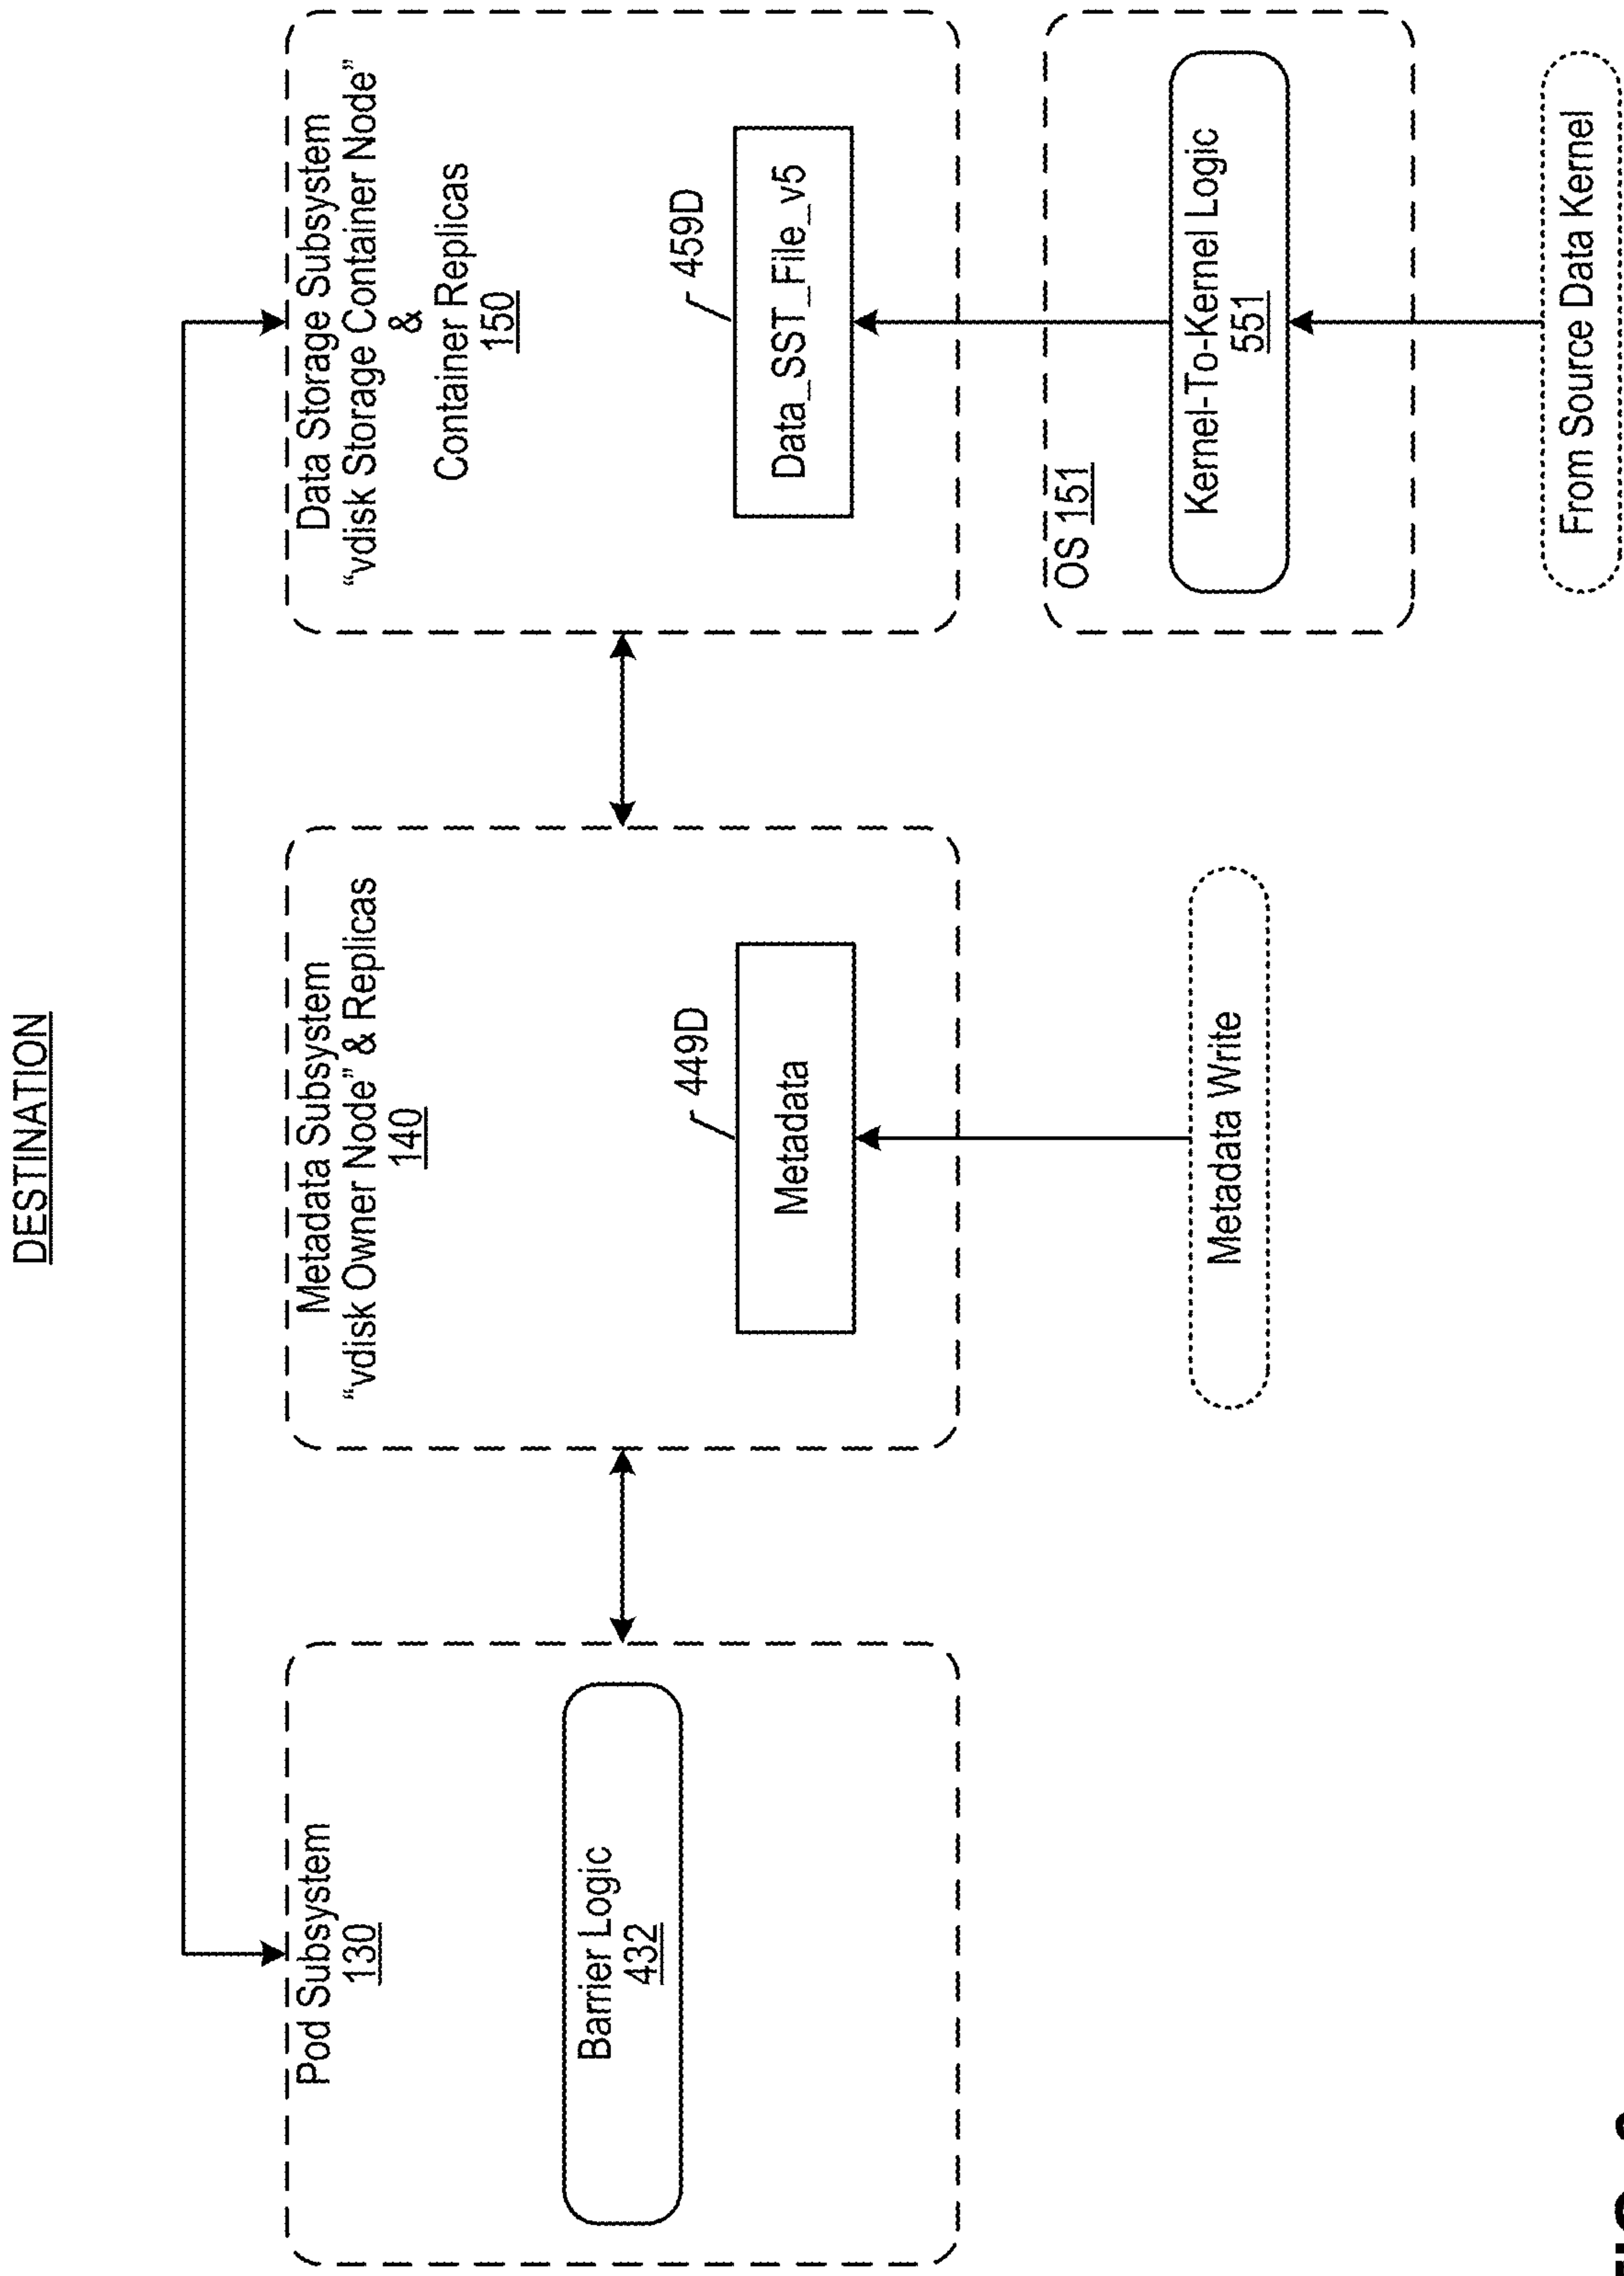 DESTINATION
Pod Subsystem
130
Barrier Logic
432
Metadata Subsystem
“vdisk Owner Node” & Replicas
140
449D
Metadata
Metadata Write
Data Storage Subsystem
“vdisk Storage Container Node”
&
Container Replicas
150
459D
Data_SST_File_v5
OS 151
Kernel-To-Kernel Logic
551
From Source Data Kernel